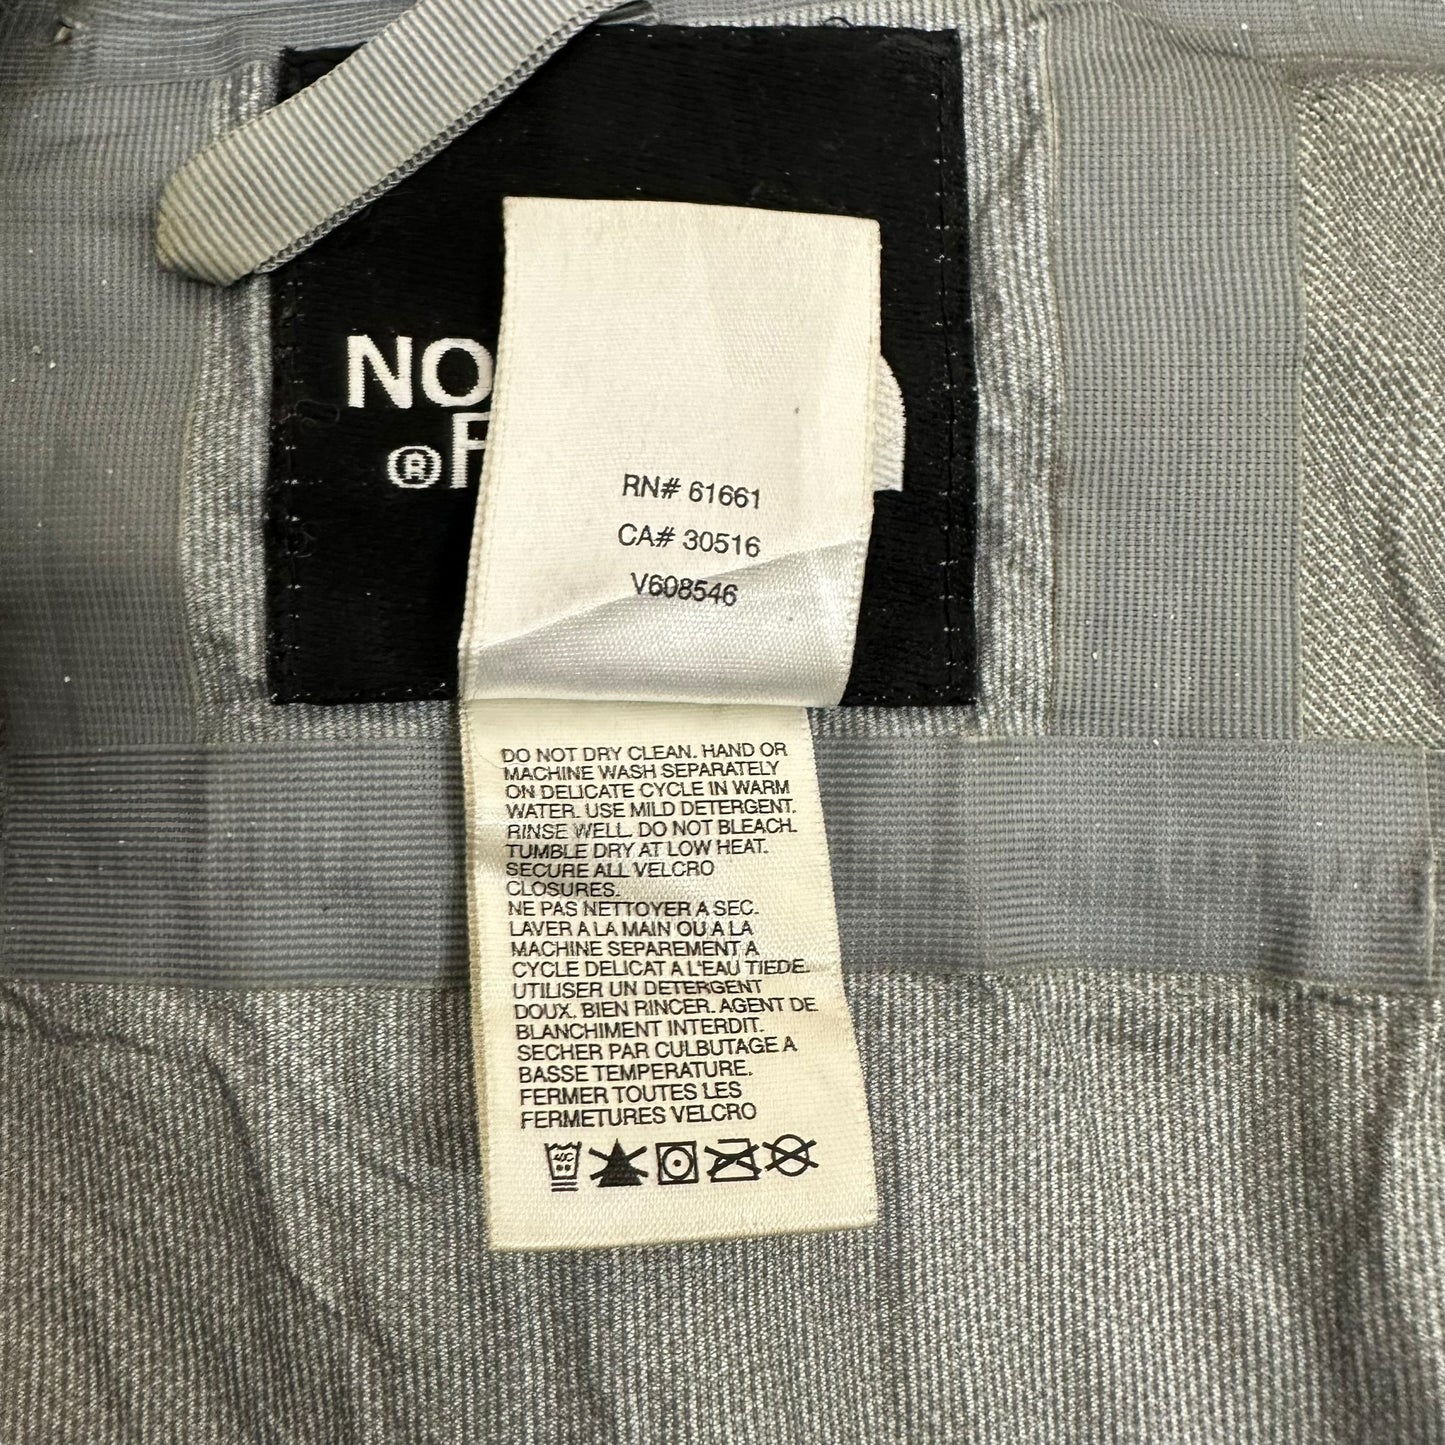 NO
®F
RN# 61661
CA# 30516
V608546
DO NOT DRY CLEAN. HAND OR
MACHINE WASH SEPARATELY
ON DELICATE CYCLE IN WARM
WATER. USE MILD DETERGENT.
RINSE WELL. DO NOT BLEACH.
TUMBLE DRY AT LOW HEAT.
SECURE ALL VELCRO
CLOSURES.
NE PAS NETTOYER A SEC.
LAVER A LA MAIN OU A LA
MACHINE SEPAREMENT A
CYCLE DELICAT A L'EAU TIEDE.
UTILISER UN DETERGENT
DOUX. BIEN RINCER. AGENT DE
BLANCHIMENT INTERDIT.
SECHER PAR CULBUTAGE A
BASSE TEMPERATURE.
FERMER TOUTES LES
FERMETURES VELCRO
40C